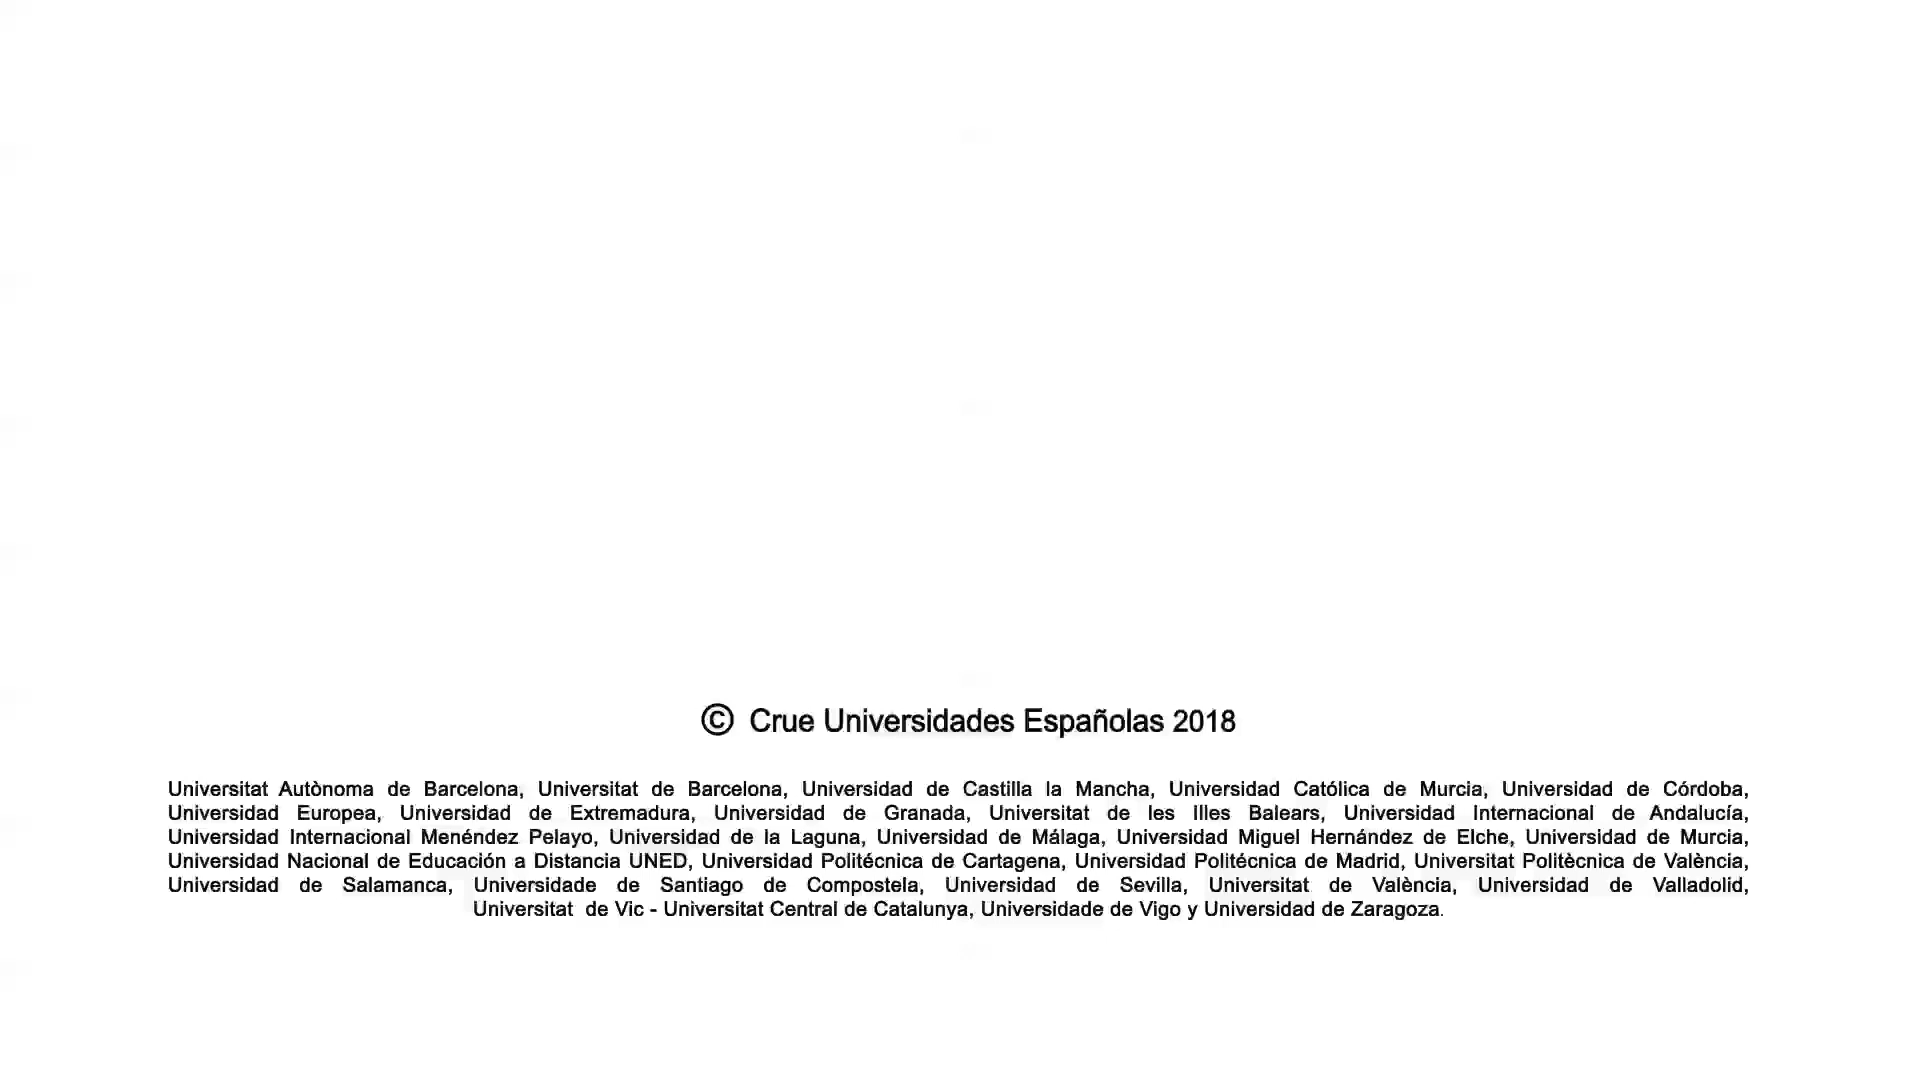 © Crue Universidades Españolas 2018
Universitat Autònoma de Barcelona, Universitat de Barcelona, Universidad de Castilla la Mancha, Universidad Católica de Murcia, Universidad de Córdoba,
Universidad Europea, Universidad de Extremadura, Universidad de Granada, Universitat de les Illes Balears, Universidad Internacional de Andalucía,
Universidad Internacional Menéndez Pelayo, Universidad de la Laguna, Universidad de Málaga, Universidad Miguel Hernández de Elche, Universidad de Murcia,
Universidad Nacional de Educación a Distancia UNED, Universidad Politécnica de Cartagena, Universidad Politécnica de Madrid, Universitat Politècnica de València,
Universidad de Salamanca, Universidade de Santiago de Compostela, Universidad de Sevilla, Universitat de València, Universidad de Valladolid,
Universitat de Vic - Universitat Central de Catalunya, Universidade de Vigo y Universidad de Zaragoza.